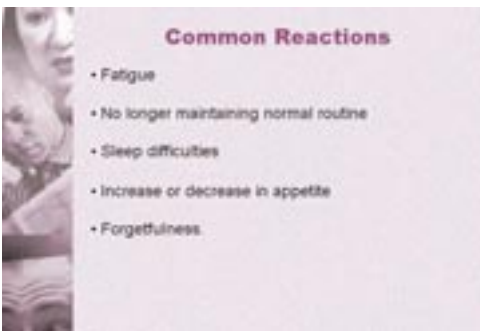 Common Reactions
• Fatigue
• No longer maintaining normal routine
• Sleep difficulties
• Increase or decrease in appetite
• Forgetfulness